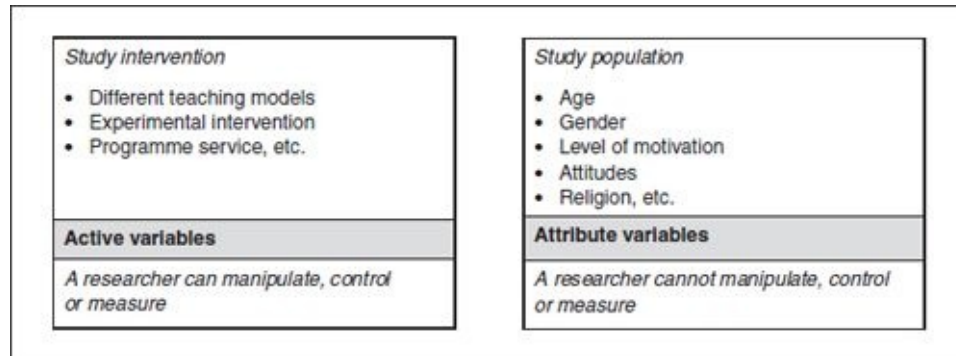 Study intervention
• Different teaching models
• Experimental intervention
• Programme service, etc.
Active variables
A researcher can manipulate, control
or measure
Study population
• Age
• Gender
• Level of motivation
• Attitudes
• Religion, etc.
Attribute variables
A researcher cannot manipulate, control
or measure